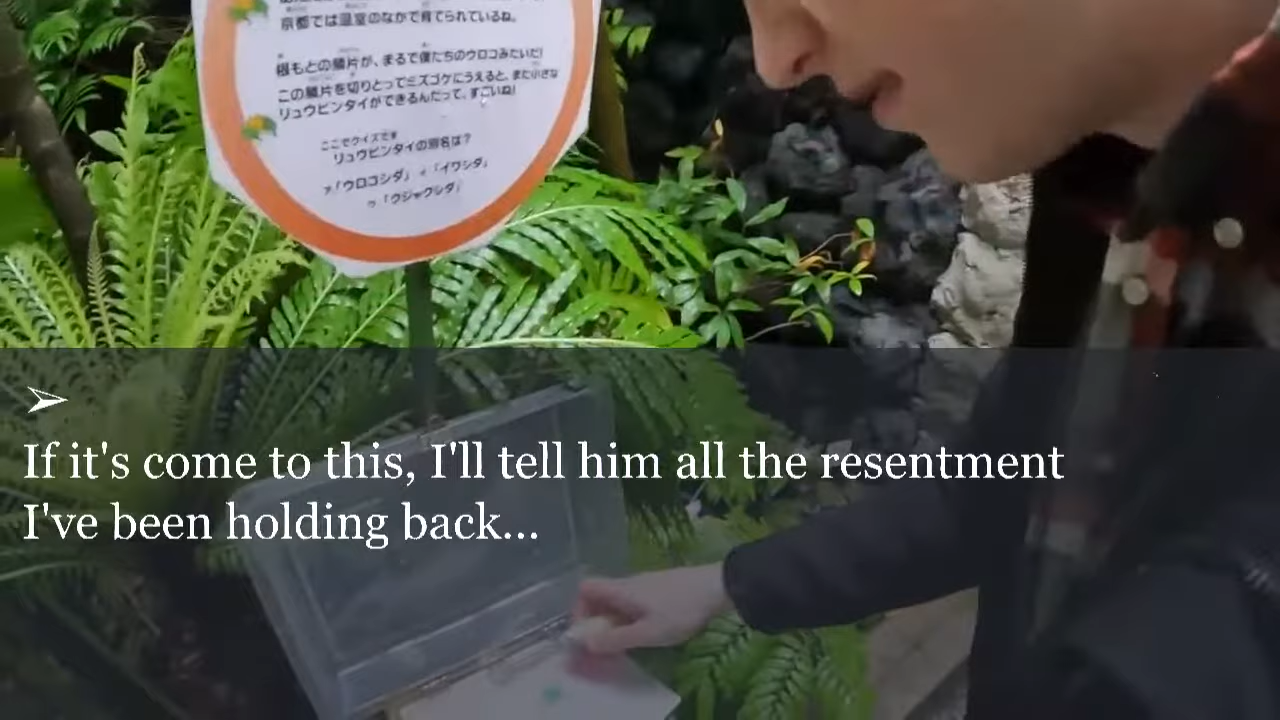 京都では温室のなかで育てられているね。
根もとの鱗片が、まるで僕たちのウロコみたいだ!
この鱗片を切りとってミズゴケにうえると、また小さな
リュウビンタイができるんだって、すごいね!
ここでクイズです
リュウビンタイの別名は?
ア「ウロコシダ」 イ「イワシダ」
ウ「クジャクシダ」
If it's come to this, I'll tell him all the resentment
I've been holding back...